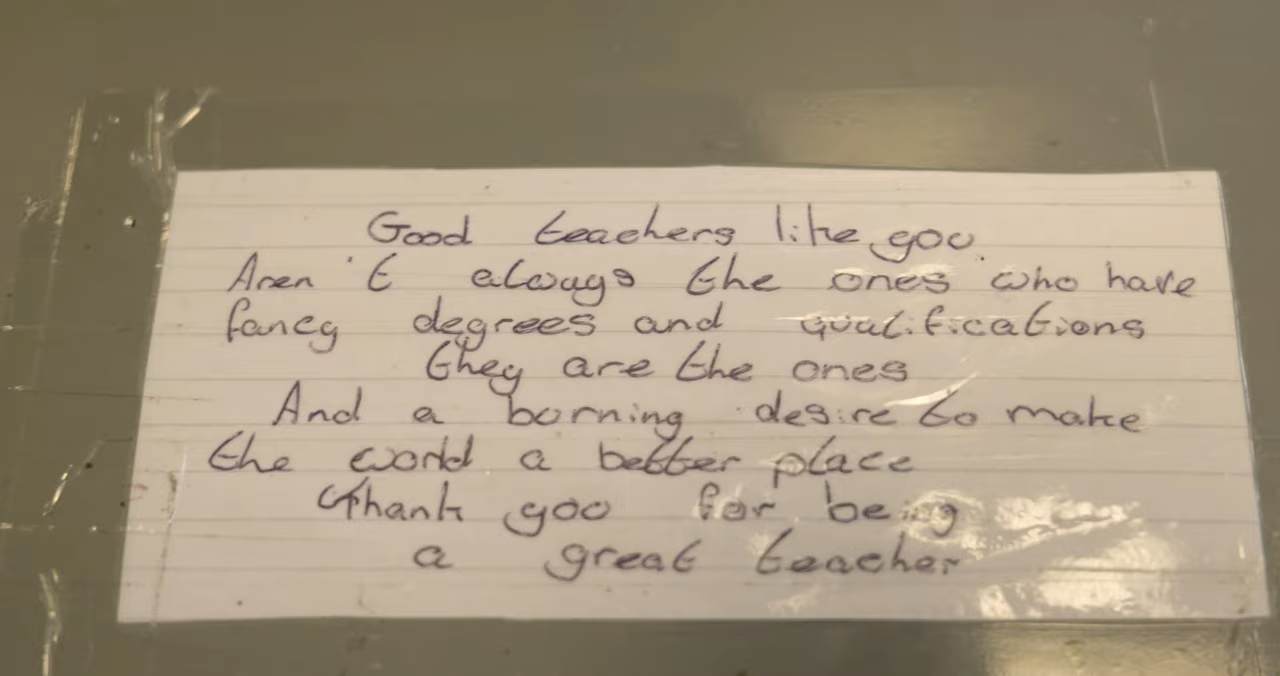 Good teachers like you
Aren't always the ones who have
fancy degrees and qualifications
they are the ones
And a burning desire to make
the world a better place
Thank you for being
a great teacher